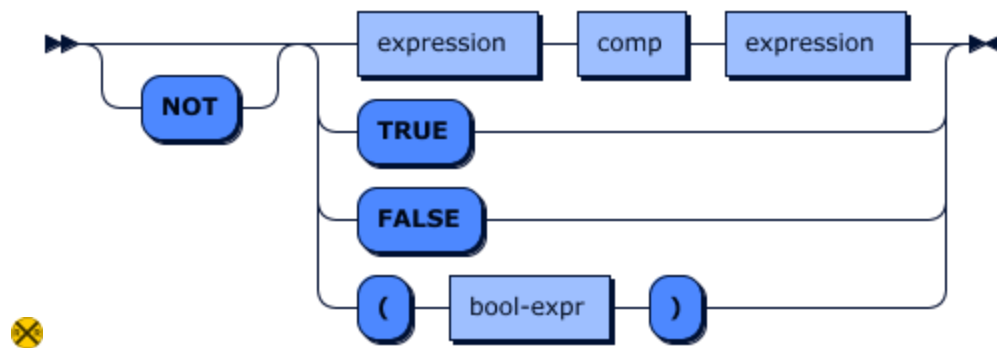 expression comp expression
NOT
TRUE
FALSE
( bool-expr )